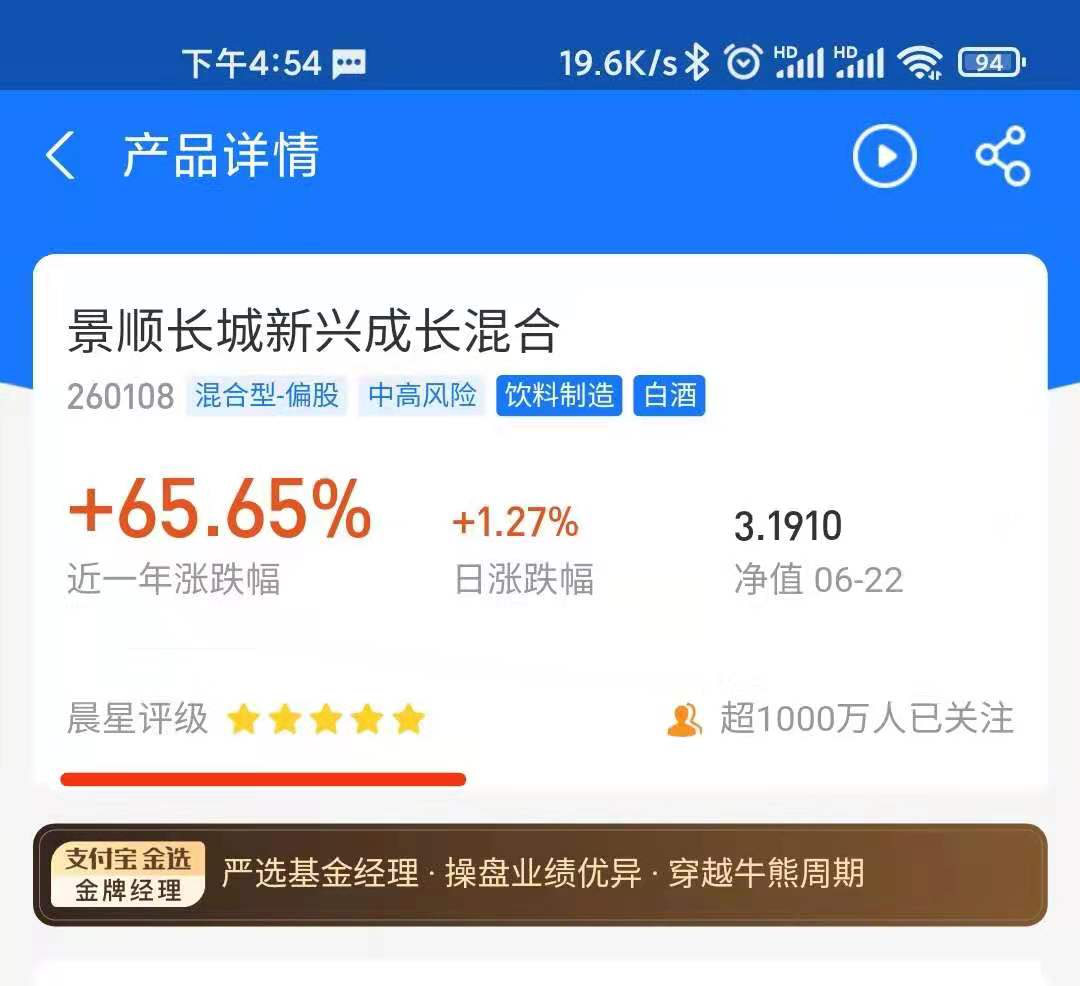 下午4:54 19.6K/s HD HD 94
产品详情
景顺长城新兴成长混合
260108 混合型-偏股 中高风险 饮料制造 白酒
+65.65% +1.27% 3.1910
近一年涨跌幅 日涨跌幅 净值 06-22
晨星评级 超1000万人已关注
支付宝 金选
金牌经理
严选基金经理·操盘业绩优异·穿越牛熊周期